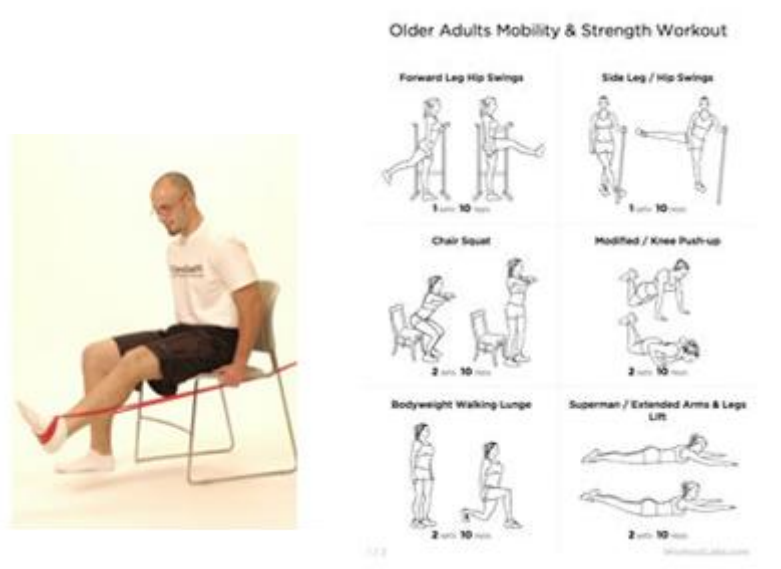 Older Adults Mobility & Strength Workout
Forward Leg Hip Swings
Side Leg / Hip Swings
1 sets 10 reps
1 sets 10 reps
Chair Squat
Modified / Knee Push-up
2 sets 10 reps
2 sets 10 reps
Bodyweight Walking Lunge
Superman / Extended Arms & Legs
Lift
2 sets 10 reps
2 sets 10 reps